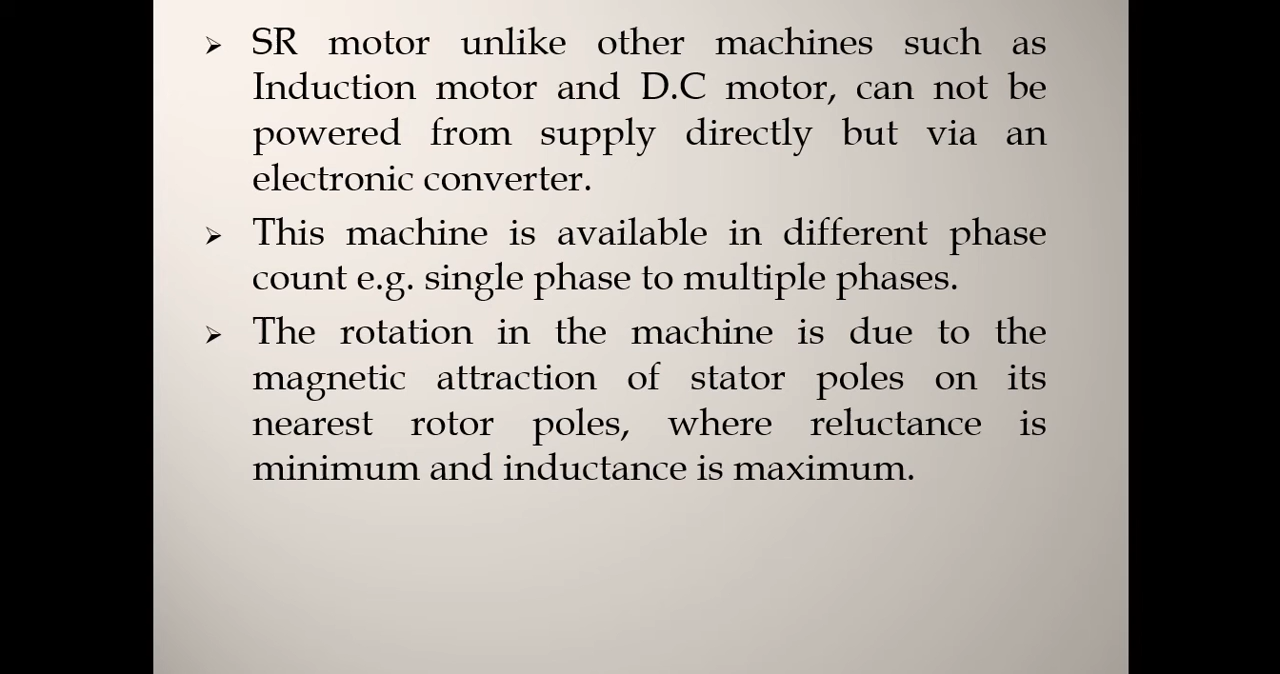 ➢ SR motor unlike other machines such as
Induction motor and D.C motor, can not be
powered from supply directly but via an
electronic converter.
➢ This machine is available in different phase
count e.g. single phase to multiple phases.
➢ The rotation in the machine is due to the
magnetic attraction of stator poles on its
nearest rotor poles, where reluctance is
minimum and inductance is maximum.